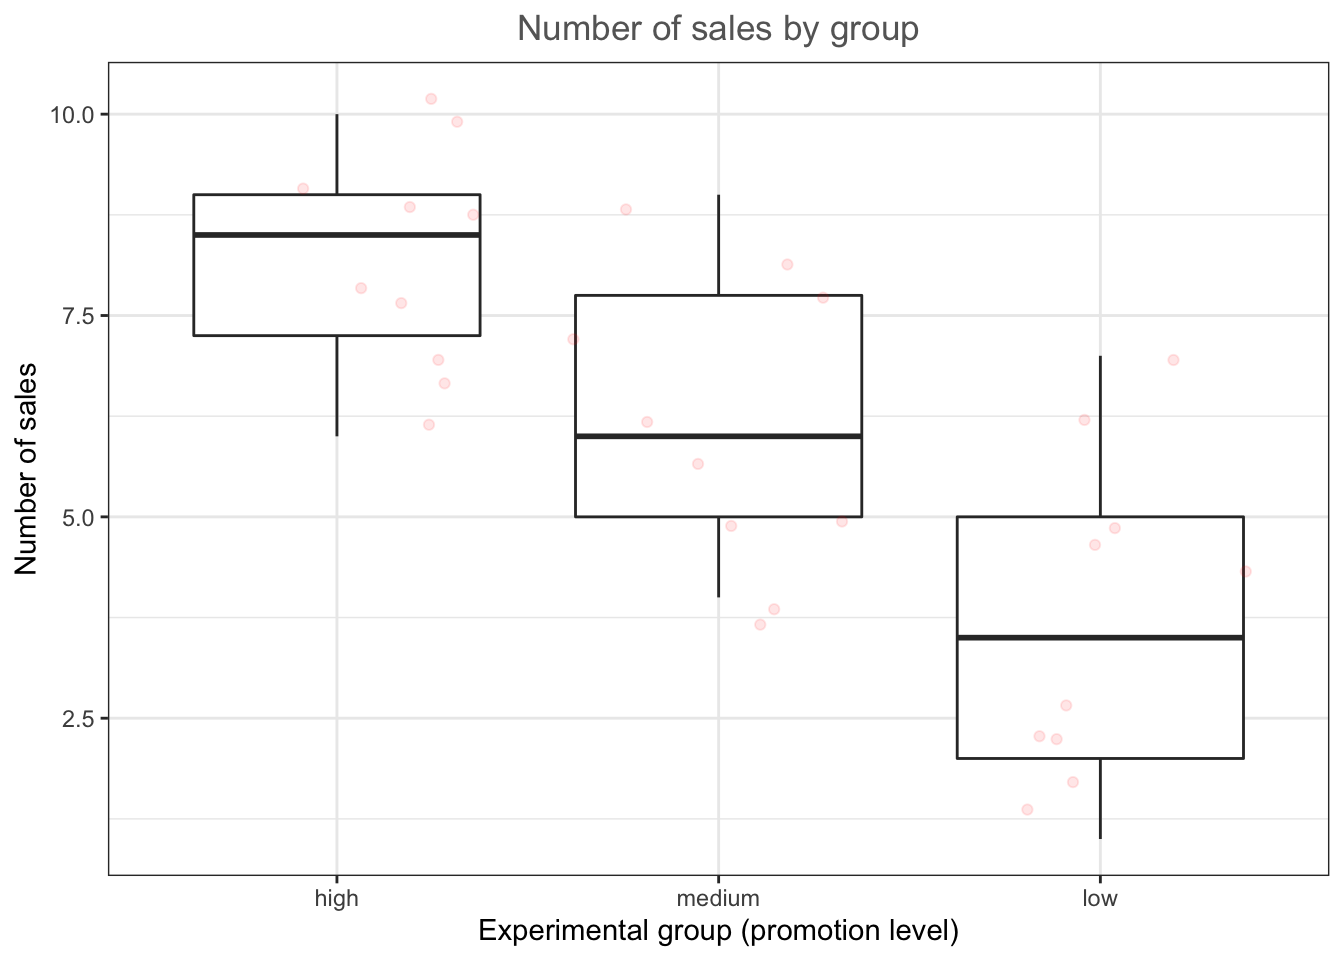 Number of sales by group
Number of sales
10.0
7.5
5.0
2.5
high
medium
low
Experimental group (promotion level)